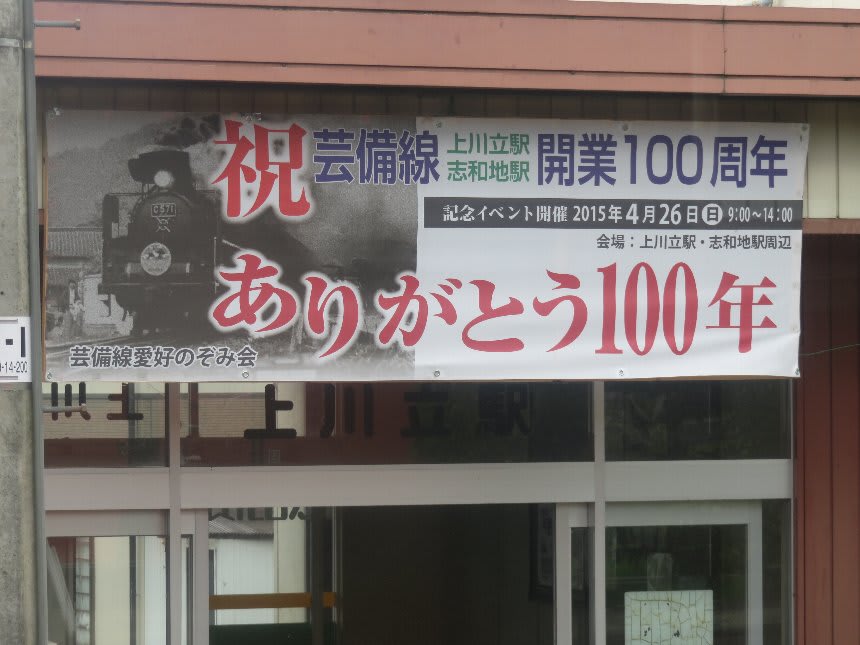 祝 芸備線 上川立駅 志和地駅 開業100周年
記念イベント開催 2015年4月26日㊐ 9:00～14:00
会場：上川立駅・志和地駅周辺
ありがとう100年
芸備線愛好のぞみ会
C571
上川立駅